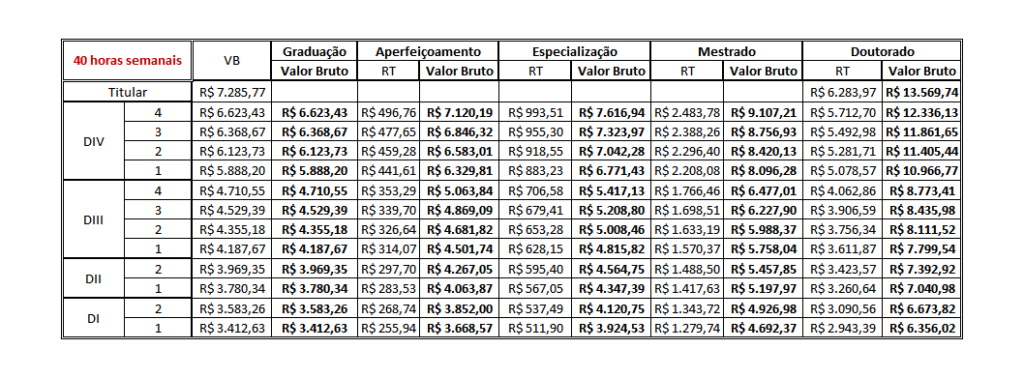 40 horas semanais VB Graduação Aperfeiçoamento Especialização Mestrado Doutorado
Valor Bruto RT Valor Bruto RT Valor Bruto RT Valor Bruto RT Valor Bruto
Titular R$ 7.285,77 R$ 6.283,97 R$ 13.569,74
DIV
4 R$ 6.623,43 R$ 6.623,43 R$ 496,76 R$ 7.120,19 R$ 993,51 R$ 7.616,94 R$ 2.483,78 R$ 9.107,21 R$ 5.712,70 R$ 12.336,13
3 R$ 6.368,67 R$ 6.368,67 R$ 477,65 R$ 6.846,32 R$ 955,30 R$ 7.323,97 R$ 2.388,26 R$ 8.756,93 R$ 5.492,98 R$ 11.861,65
2 R$ 6.123,73 R$ 6.123,73 R$ 459,28 R$ 6.583,01 R$ 918,55 R$ 7.042,28 R$ 2.296,40 R$ 8.420,13 R$ 5.281,71 R$ 11.405,44
1 R$ 5.888,20 R$ 5.888,20 R$ 441,61 R$ 6.329,81 R$ 883,23 R$ 6.771,43 R$ 2.208,08 R$ 8.096,28 R$ 5.078,57 R$ 10.966,77
DIII
4 R$ 4.710,55 R$ 4.710,55 R$ 353,29 R$ 5.063,84 R$ 706,58 R$ 5.417,13 R$ 1.766,46 R$ 6.477,01 R$ 4.062,86 R$ 8.773,41
3 R$ 4.529,39 R$ 4.529,39 R$ 339,70 R$ 4.869,09 R$ 679,41 R$ 5.208,80 R$ 1.698,51 R$ 6.227,90 R$ 3.906,59 R$ 8.435,98
2 R$ 4.355,18 R$ 4.355,18 R$ 326,64 R$ 4.681,82 R$ 653,28 R$ 5.008,46 R$ 1.633,19 R$ 5.988,37 R$ 3.756,34 R$ 8.111,52
1 R$ 4.187,67 R$ 4.187,67 R$ 314,07 R$ 4.501,74 R$ 628,15 R$ 4.815,82 R$ 1.570,37 R$ 5.758,04 R$ 3.611,87 R$ 7.799,54
DII
2 R$ 3.969,35 R$ 3.969,35 R$ 297,70 R$ 4.267,05 R$ 595,40 R$ 4.564,75 R$ 1.488,50 R$ 5.457,85 R$ 3.423,57 R$ 7.392,92
1 R$ 3.780,34 R$ 3.780,34 R$ 283,53 R$ 4.063,87 R$ 567,05 R$ 4.347,39 R$ 1.417,63 R$ 5.197,97 R$ 3.260,64 R$ 7.040,98
DI
2 R$ 3.583,26 R$ 3.583,26 R$ 268,74 R$ 3.852,00 R$ 537,49 R$ 4.120,75 R$ 1.343,72 R$ 4.926,98 R$ 3.090,56 R$ 6.673,82
1 R$ 3.412,63 R$ 3.412,63 R$ 255,94 R$ 3.668,57 R$ 511,90 R$ 3.924,53 R$ 1.279,74 R$ 4.692,37 R$ 2.943,39 R$ 6.356,02